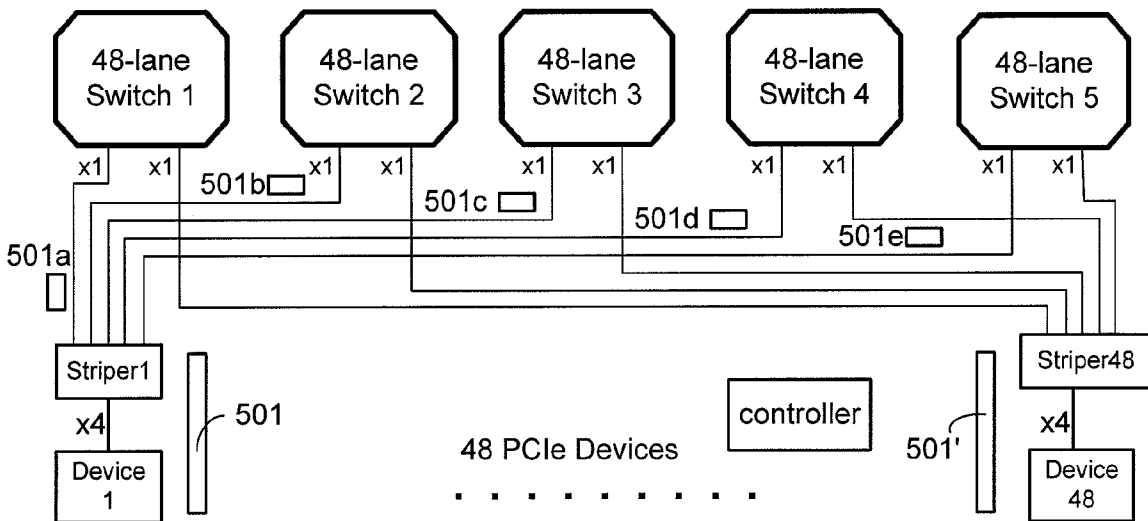 48-lane
Switch 1
48-lane
Switch 2
48-lane
Switch 3
48-lane
Switch 4
48-lane
Switch 5
x1
x1
x1
x1
x1
x1
x1
x1
x1
x1
501b
501c
501d
501e
501a
Striper1
Striper48
x4
501
controller
501'
x4
48 PCIe Devices
Device
1
Device
48
. . . . . . . . .